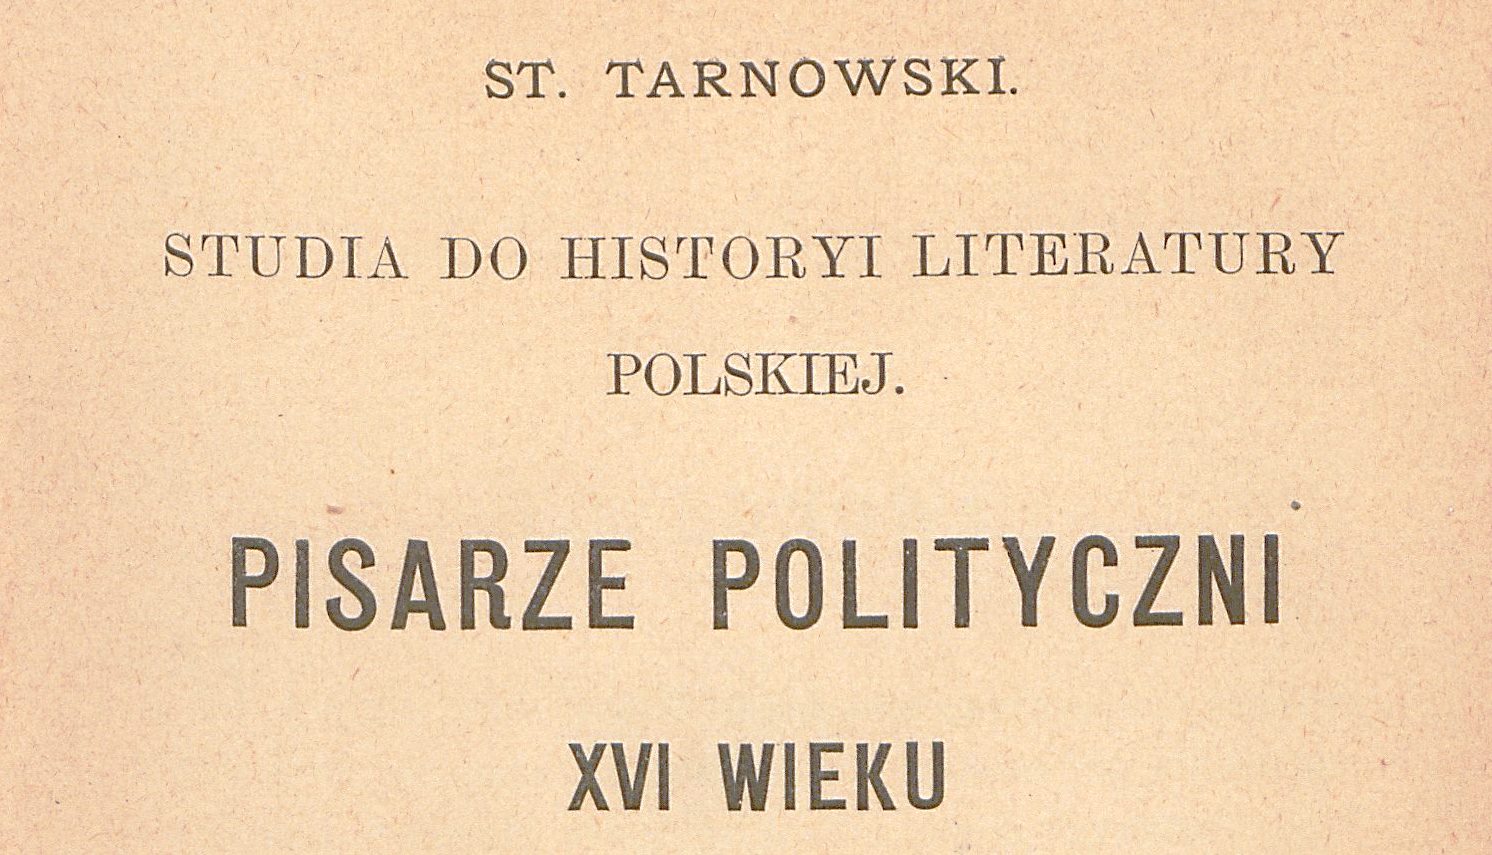 ST. TARNOWSKI.
STUDIA DO HISTORYI LITERATURY
POLSKIEJ.
PISARZE POLITYCZNI
XVI WIEKU